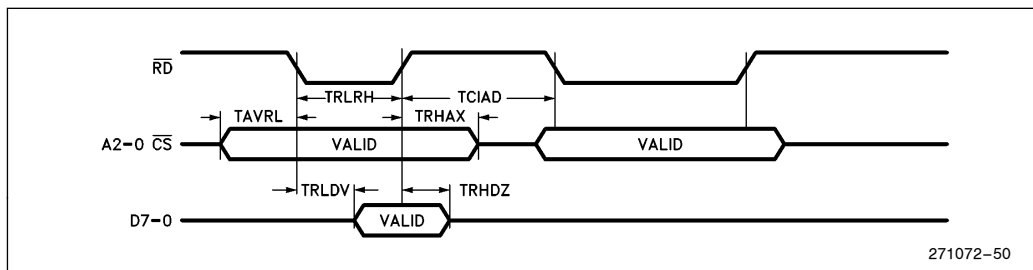 RD
TRLRH
TCIAD
TAVRL
TRHAX
A2-0 CS
VALID
VALID
TRLDV
TRHDZ
D7-0
VALID
271072-50